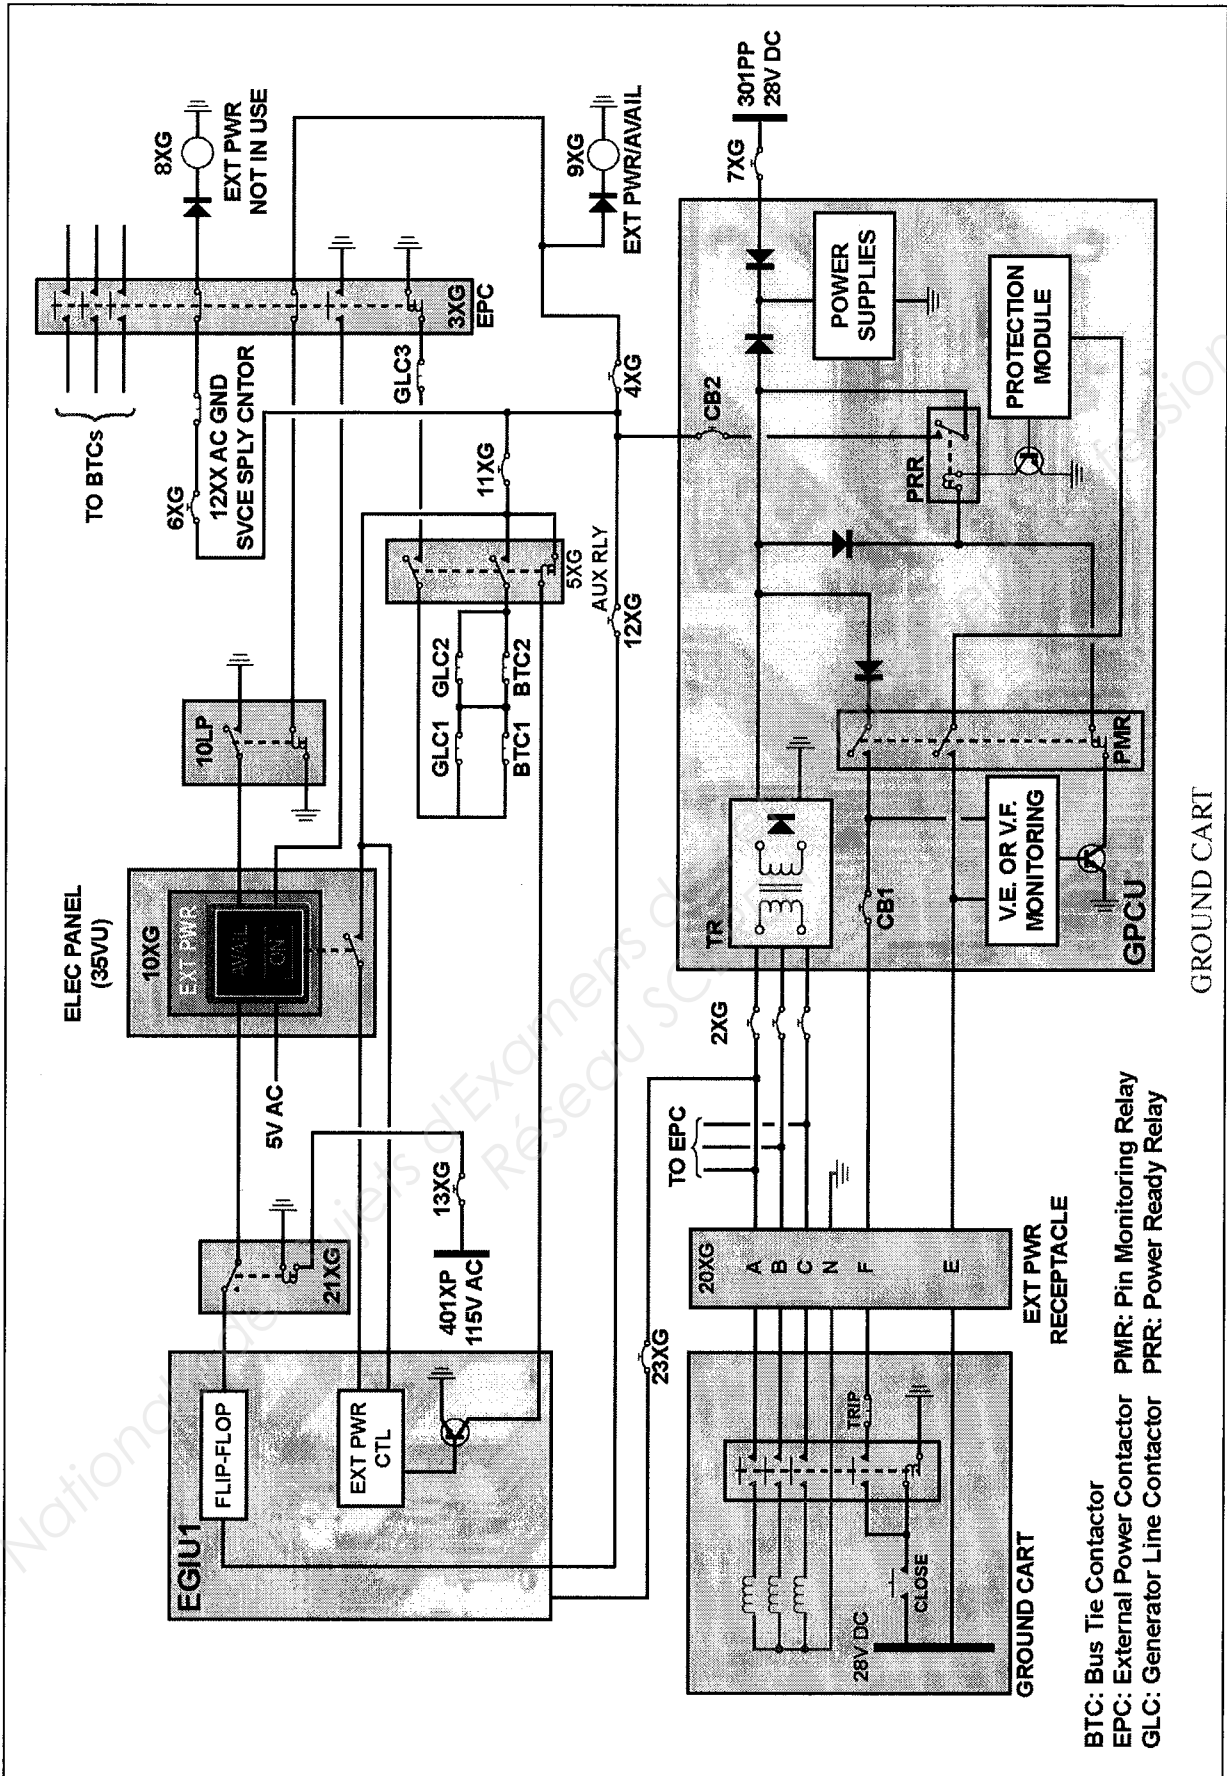 TO BTCs
8XG
EXT PWR
NOT IN USE
6XG
12XX AC GND
SVCE SPLY CNTOR
3XG
EPC
9XG
EXT PWR/AVAIL
GLC3
4XG
11XG
5XG
AUX RLY
12XG
GLC1
GLC2
BTC1
BTC2
10LP
ELEC PANEL
(35VU)
10XG
EXT PWR
AVAIL
ON
5V AC
21XG
13XG
401XP
115V AC
EGIU1
FLIP-FLOP
EXT PWR
CTL
23XG
301PP
28V DC
7XG
POWER
SUPPLIES
CB2
PRR
PROTECTION
MODULE
TR
CB1
PMR
V.E. OR V.F.
MONITORING
GPCU
2XG
TO EPC
20XG
A
B
C
N
F
E
EXT PWR
RECEPTACLE
TRIP
CLOSE
28V DC
GROUND CART
BTC: Bus Tie Contactor
EPC: External Power Contactor PMR: Pin Monitoring Relay
GLC: Generator Line Contactor PRR: Power Ready Relay
GROUND CART